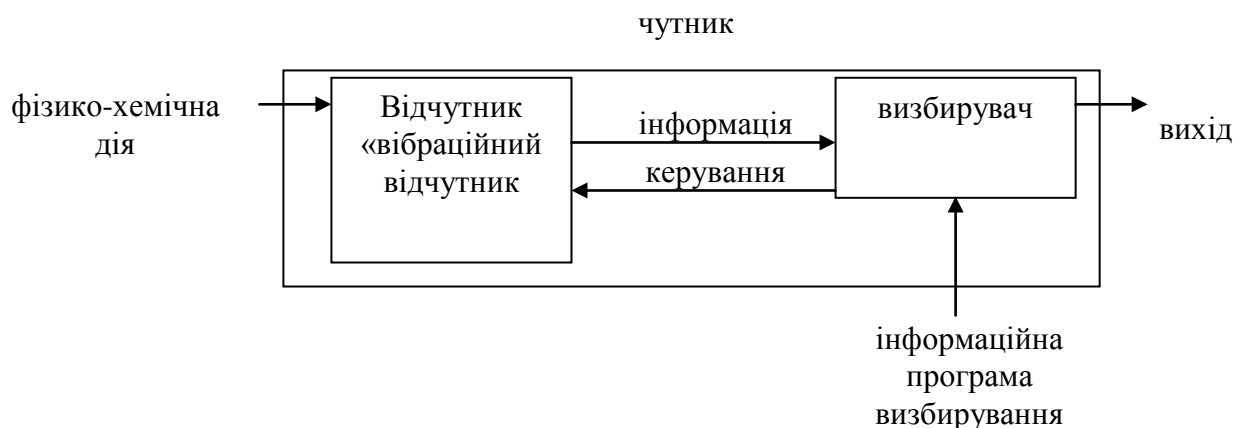 чутник
фізико-хемічна
дія
Відчутник
«вібраційний
відчутник
інформація
керування
визбирувач
вихід
інформаційна
програма
визбирування